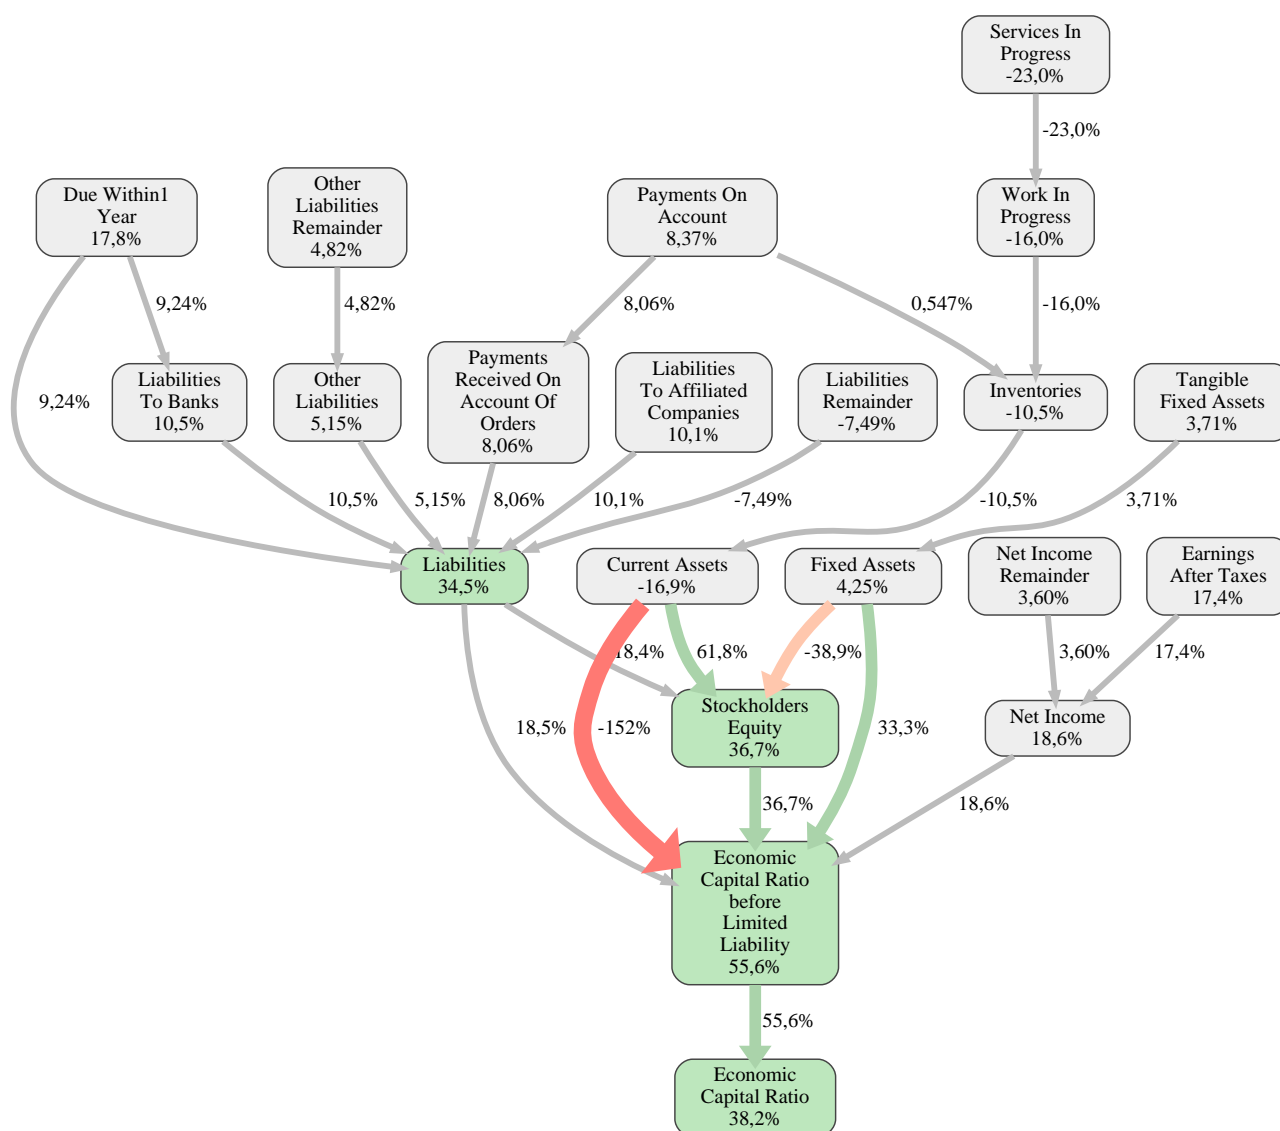 Services In
Progress
-23,0%
-23,0%
Due Within1
Year
17,8%
Other
Liabilities
Remainder
4,82%
Payments On
Account
8,37%
Work In
Progress
-16,0%
9,24%
4,82%
8,06%
0,547%
-16,0%
9,24%
Liabilities
To Banks
10,5%
Other
Liabilities
5,15%
Payments
Received On
Account Of
Orders
8,06%
Liabilities
To Affiliated
Companies
10,1%
Liabilities
Remainder
-7,49%
Inventories
-10,5%
Tangible
Fixed Assets
3,71%
10,5%
5,15%
8,06%
10,1%
-7,49%
-10,5%
3,71%
Liabilities
34,5%
Current Assets
-16,9%
Fixed Assets
4,25%
Net Income
Remainder
3,60%
Earnings
After Taxes
17,4%
18,4%
61,8%
-38,9%
3,60%
17,4%
Stockholders
Equity
36,7%
Net Income
18,6%
18,5%
-152%
33,3%
36,7%
18,6%
Economic
Capital Ratio
before
Limited
Liability
55,6%
55,6%
Economic
Capital Ratio
38,2%